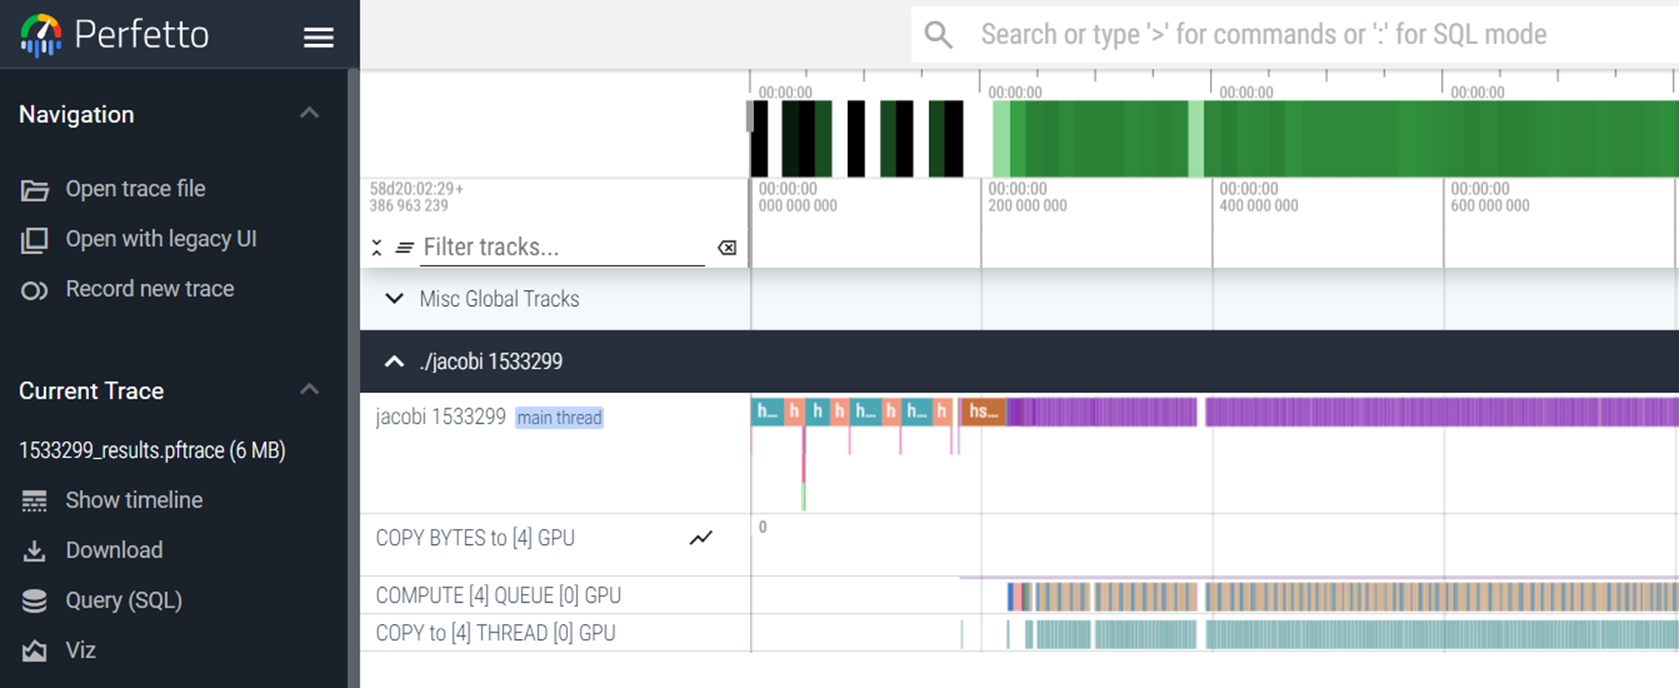 Perfetto
Search or type '>' for commands or ':' for SQL mode
Navigation
Open trace file
Open with legacy UI
Record new trace
Current Trace
1533299_results.pftrace (6 MB)
Show timeline
Download
Query (SQL)
Viz
00:00:00 00:00:00 00:00:00 00:00:00
58d20:02:29+
386 963 239
00:00:00 00:00:00 00:00:00 00:00:00
000 000 000 200 000 000 400 000 000 600 000 000
Filter tracks...
Misc Global Tracks
./jacobi 1533299
jacobi 1533299 main thread
h... h h h h... h h... h hs...
COPY BYTES to [4] GPU
0
COMPUTE [4] QUEUE [0] GPU
COPY to [4] THREAD [0] GPU